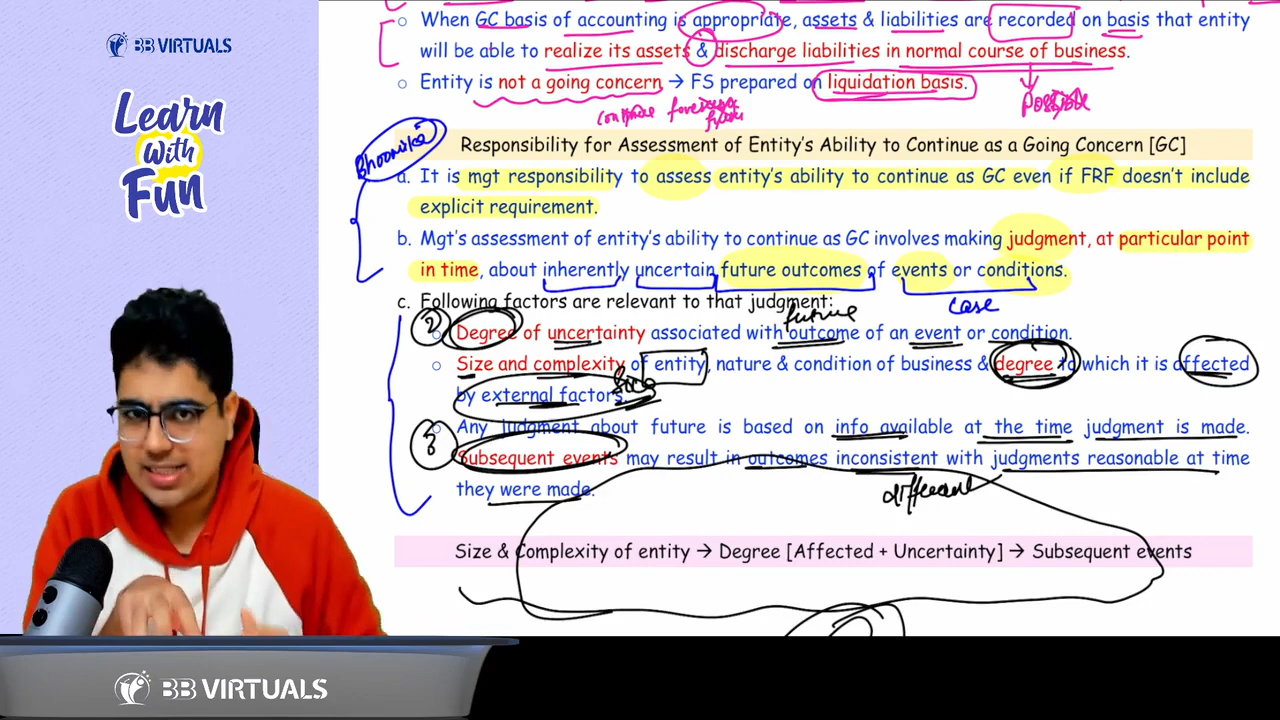 BB VIRTUALS
Learn
With
Fun
When GC basis of accounting is appropriate, assets & liabilities are recorded on basis that entity
will be able to realize its assets & discharge liabilities in normal course of business.
Entity is not a going concern → FS prepared on liquidation basis.
possible
Bhoomika
Responsibility for Assessment of Entity's Ability to Continue as a Going Concern [GC]
a. It is mgt responsibility to assess entity's ability to continue as GC even if FRF doesn't include
explicit requirement.
b. Mgt's assessment of entity's ability to continue as GC involves making judgment, at particular point
in time, about inherently uncertain future outcomes of events or conditions.
c. Following factors are relevant to that judgment:
case
future
2
Degree of uncertainty associated with outcome of an event or condition.
Size and complexity of entity, nature & condition of business & degree to which it is affected
by external factors.
Any judgment about future is based on info available at the time judgment is made.
3
Subsequent events may result in outcomes inconsistent with judgments reasonable at time
they were made.
different
Size & Complexity of entity → Degree [Affected + Uncertainty] → Subsequent events
BB VIRTUALS